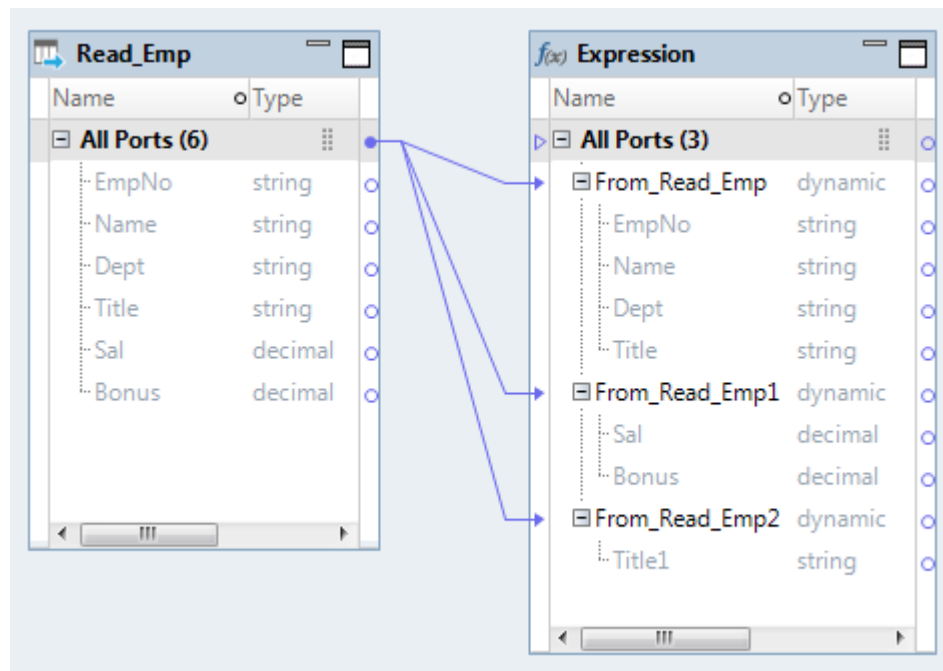 Read_Emp
Name Type
All Ports (6)
EmpNo string
Name string
Dept string
Title string
Sal decimal
Bonus decimal
f(x) Expression
Name Type
All Ports (3)
From_Read_Emp dynamic
EmpNo string
Name string
Dept string
Title string
From_Read_Emp1 dynamic
Sal decimal
Bonus decimal
From_Read_Emp2 dynamic
Title1 string